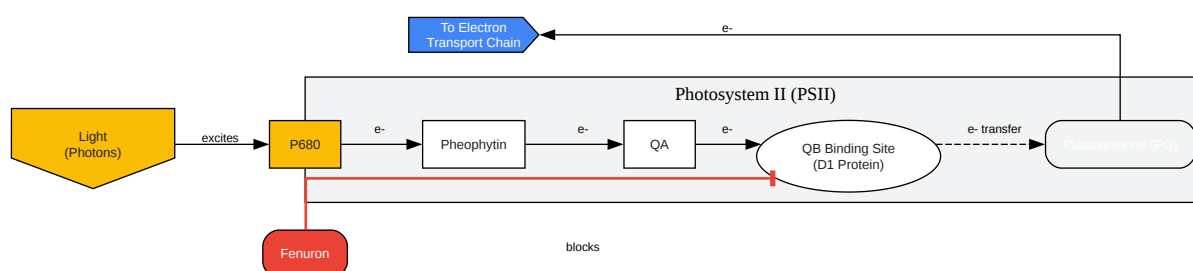 To Electron
Transport Chain
e-
Photosystem II (PSII)
Light
(Photons)
excites
P680
e-
Pheophytin
e-
QA
e-
QB Binding Site
(D1 Protein)
e- transfer
Plastoquinone (PQ)
Fenuron
blocks